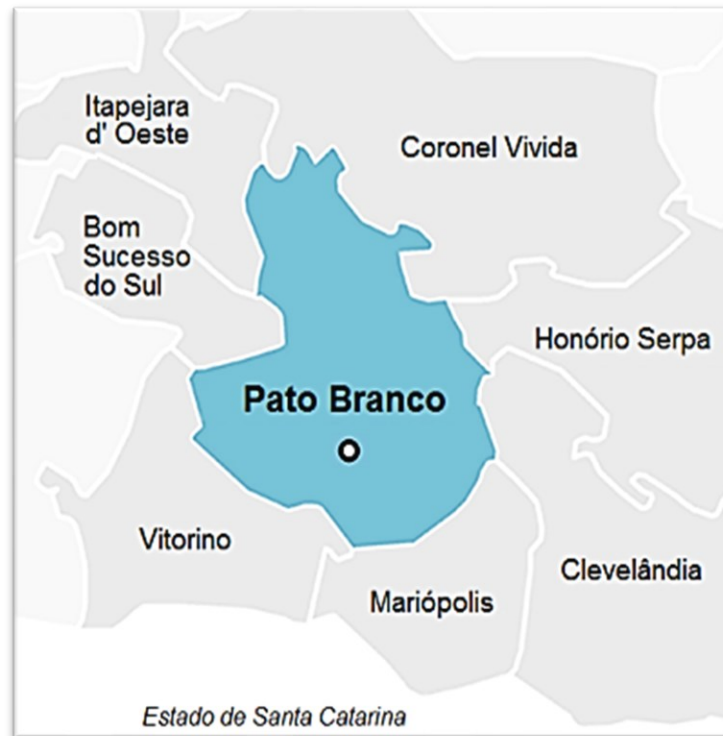 Itapejara
d' Oeste
Coronel Vivida
Bom
Sucesso
do Sul
Honório Serpa
Pato Branco
Vitorino
Clevelândia
Mariópolis
Estado de Santa Catarina